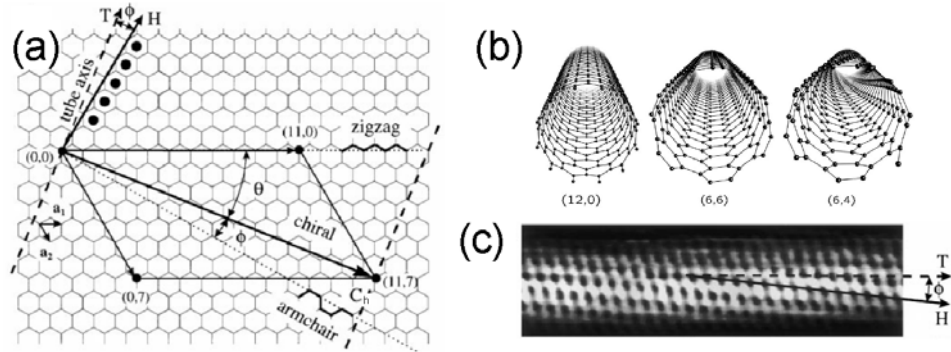 (a)
T
ϕ
H
tube axis
(0,0)
(11,0)
zigzag
θ
a₁
a₂
ϕ
chiral
(0,7)
C_h
(11,7)
armchair
(b)
(12,0)
(6,6)
(6,4)
(c)
T
ϕ
H